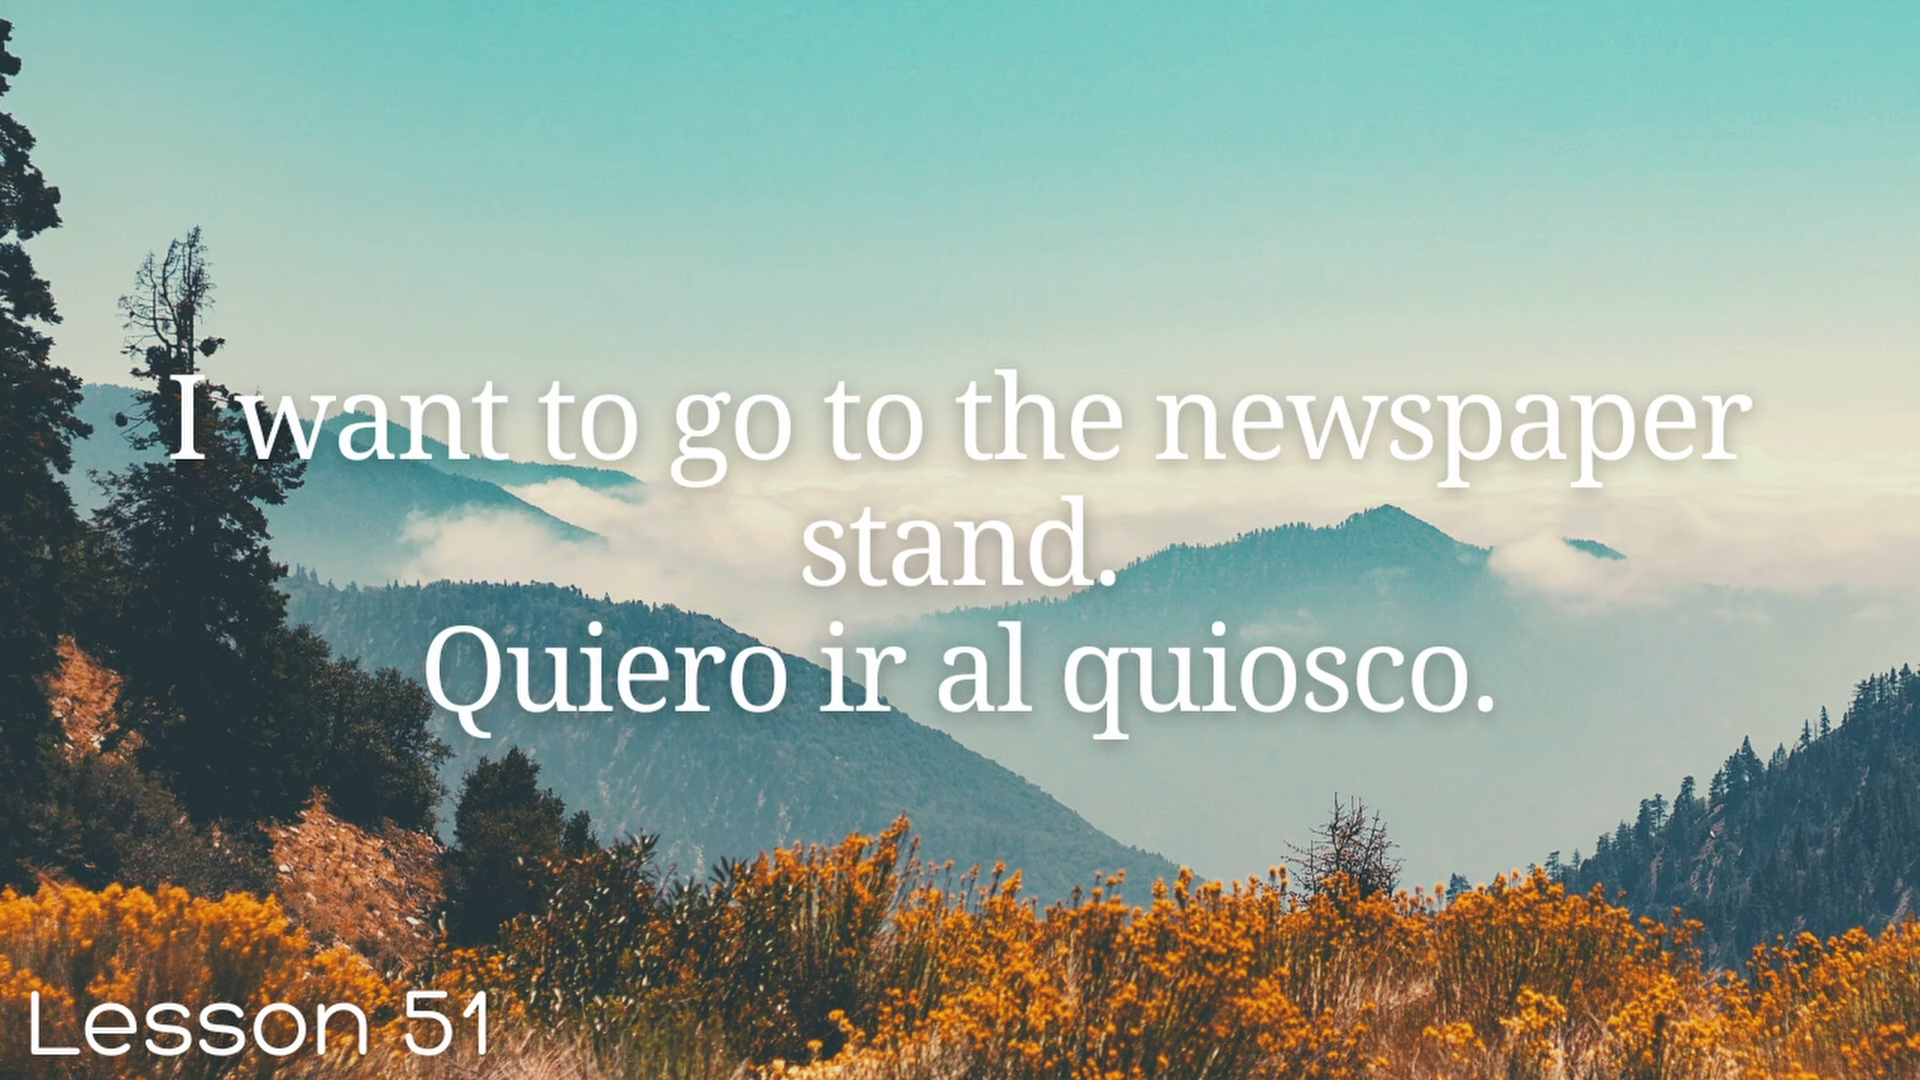 I want to go to the newspaper
stand.
Quiero ir al quiosco.
Lesson 51